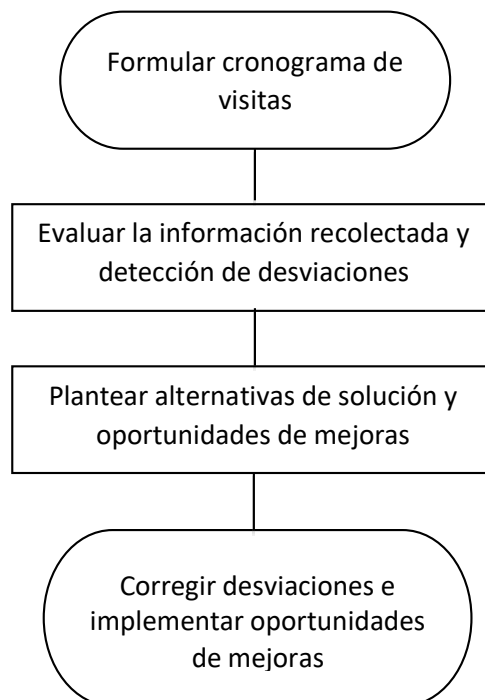 Formular cronograma de
visitas
Evaluar la información recolectada y
detección de desviaciones
Plantear alternativas de solución y
oportunidades de mejoras
Corregir desviaciones e
implementar oportunidades
de mejoras